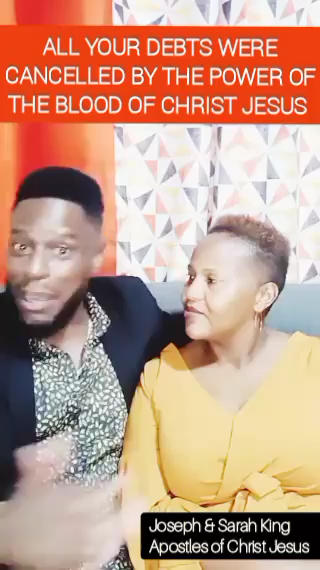 ALL YOUR DEBTS WERE
CANCELLED BY THE POWER OF
THE BLOOD OF CHRIST JESUS
Joseph & Sarah King
Apostles of Christ Jesus